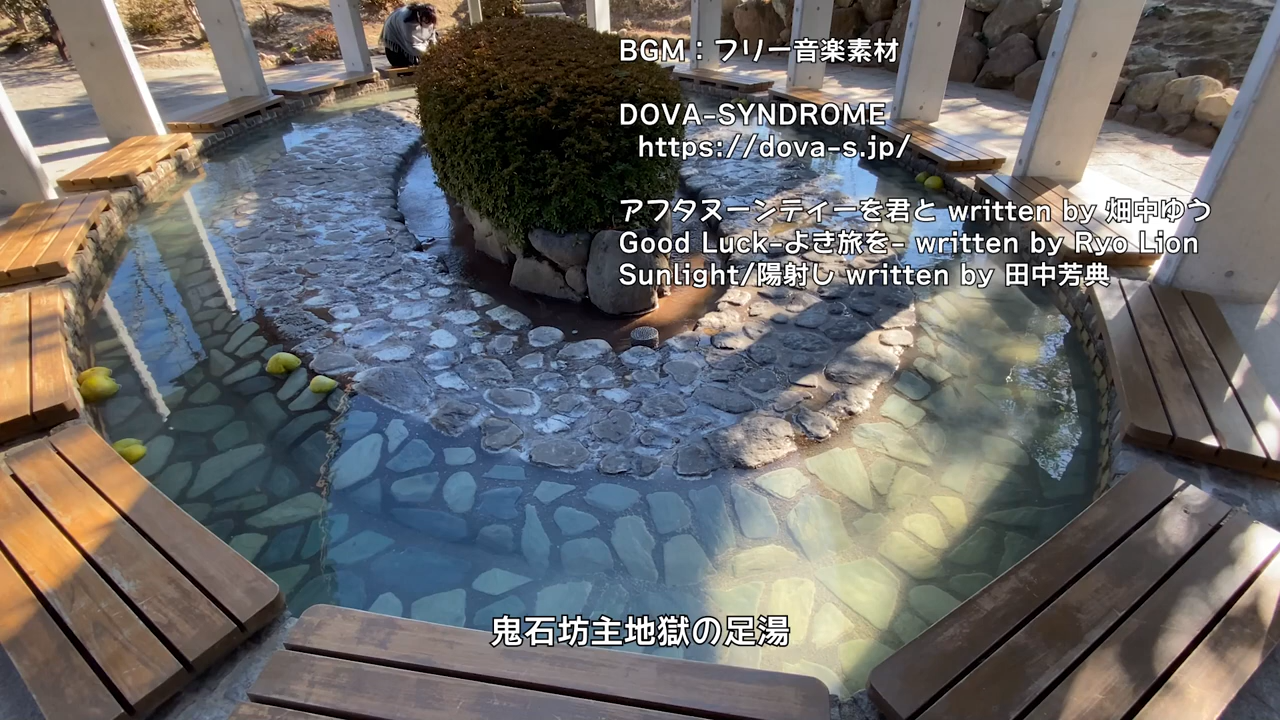 BGM：フリー音楽素材
DOVA-SYNDROME
https://dova-s.jp/
アフタヌーンティーを君と written by 畑中ゆう
Good Luck-よき旅を- written by Ryo Lion
Sunlight/陽射し written by 田中芳典
鬼石坊主地獄の足湯